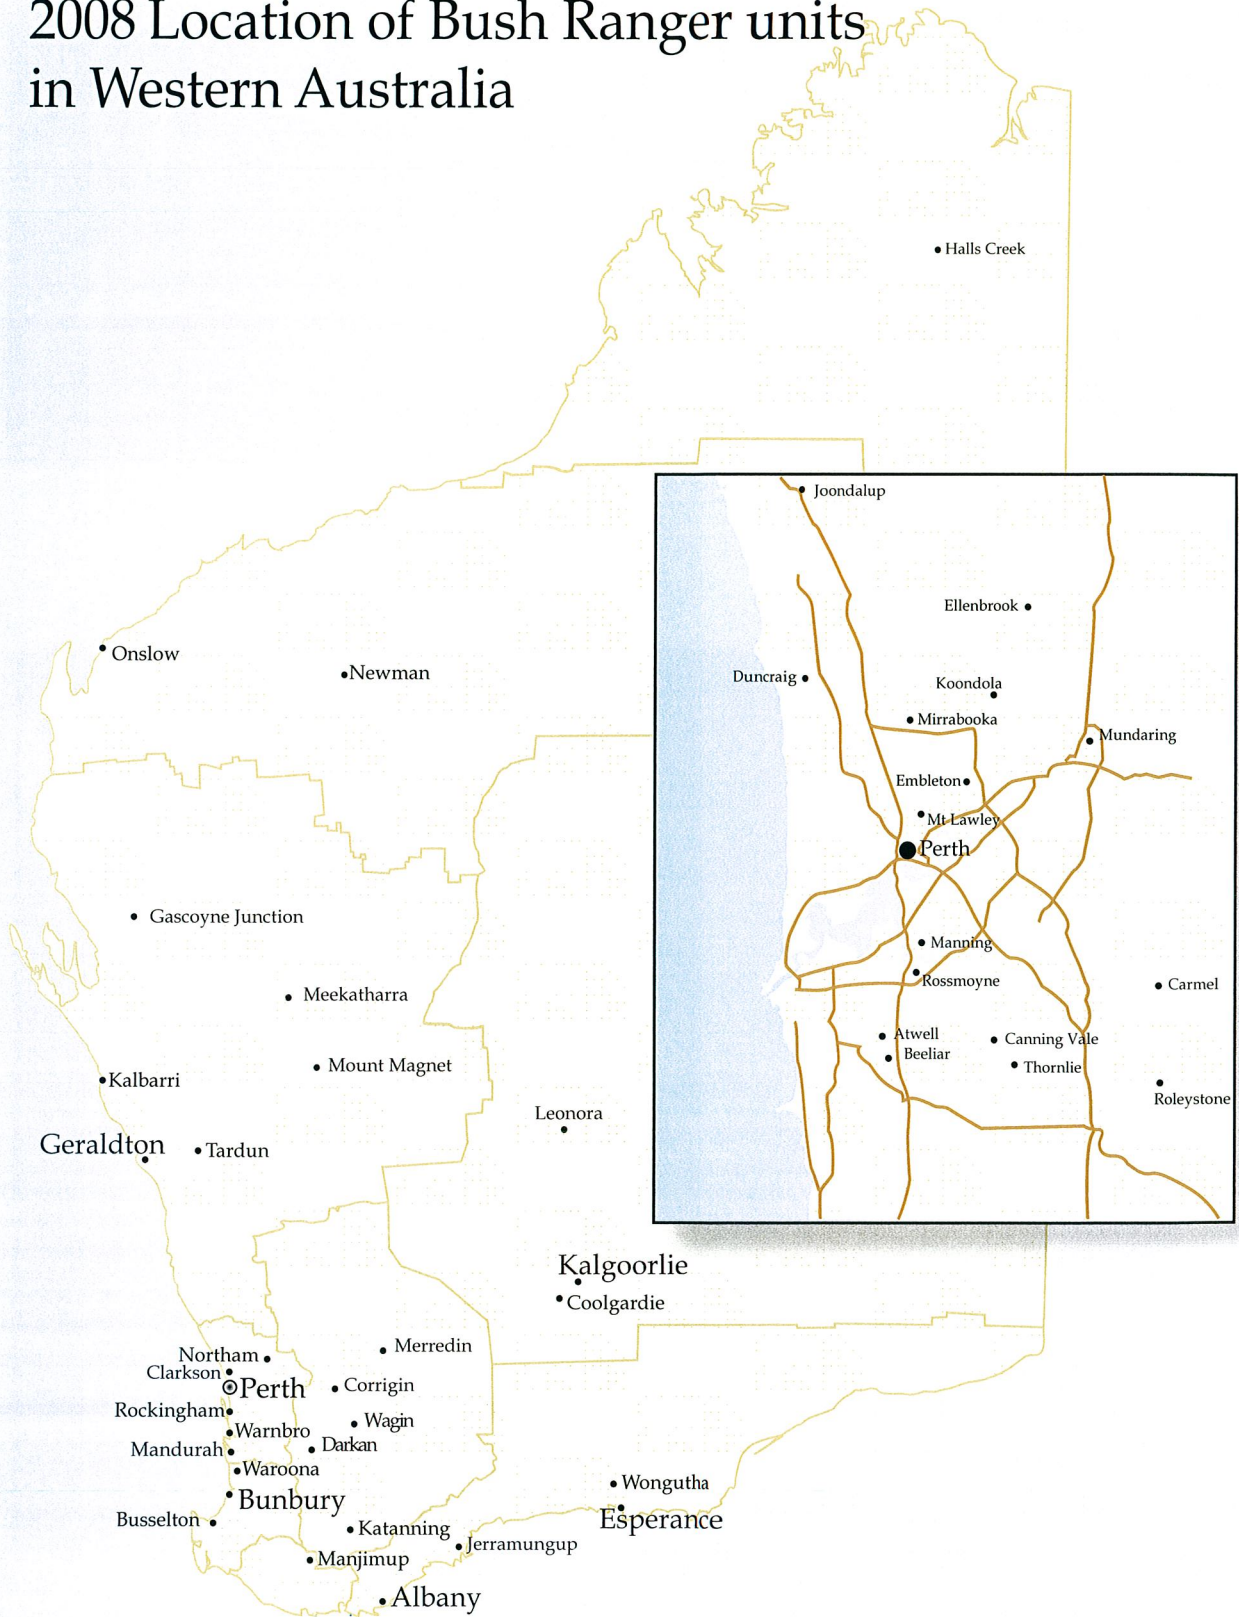 2008 Location of Bush Ranger units
in Western Australia
Halls Creek
Joondalup
Ellenbrook
Duncraig
Koondola
Mirrabooka
Mundaring
Embleton
Mt Lawley
Perth
Manning
Rossmoyne
Carmel
Atwell
Canning Vale
Beeliar
Thornlie
Roleystone
Onslow
Newman
Gascoyne Junction
Meekatharra
Mount Magnet
Kalbarri
Leonora
Geraldton
Tardun
Kalgoorlie
Coolgardie
Merredin
Northam
Clarkson
Perth
Corrigin
Rockingham
Wagin
Warnbro
Darkan
Mandurah
Waroona
Wongutha
Bunbury
Busselton
Esperance
Katanning
Jerramungup
Manjimup
Albany